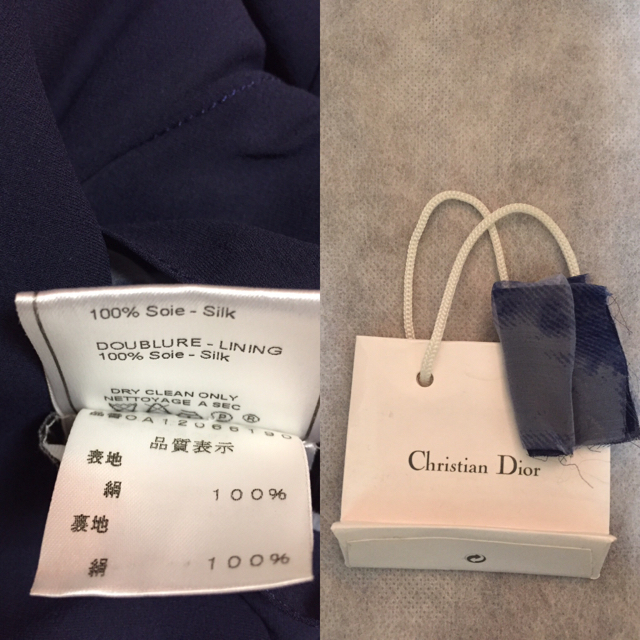 100% Soie - Silk
DOUBLURE - LINING
100% Soie - Silk
DRY CLEAN ONLY
NETTOYAGE A SEC
品質表示
表地
絹 100%
裏地
絹 100%
Christian Dior